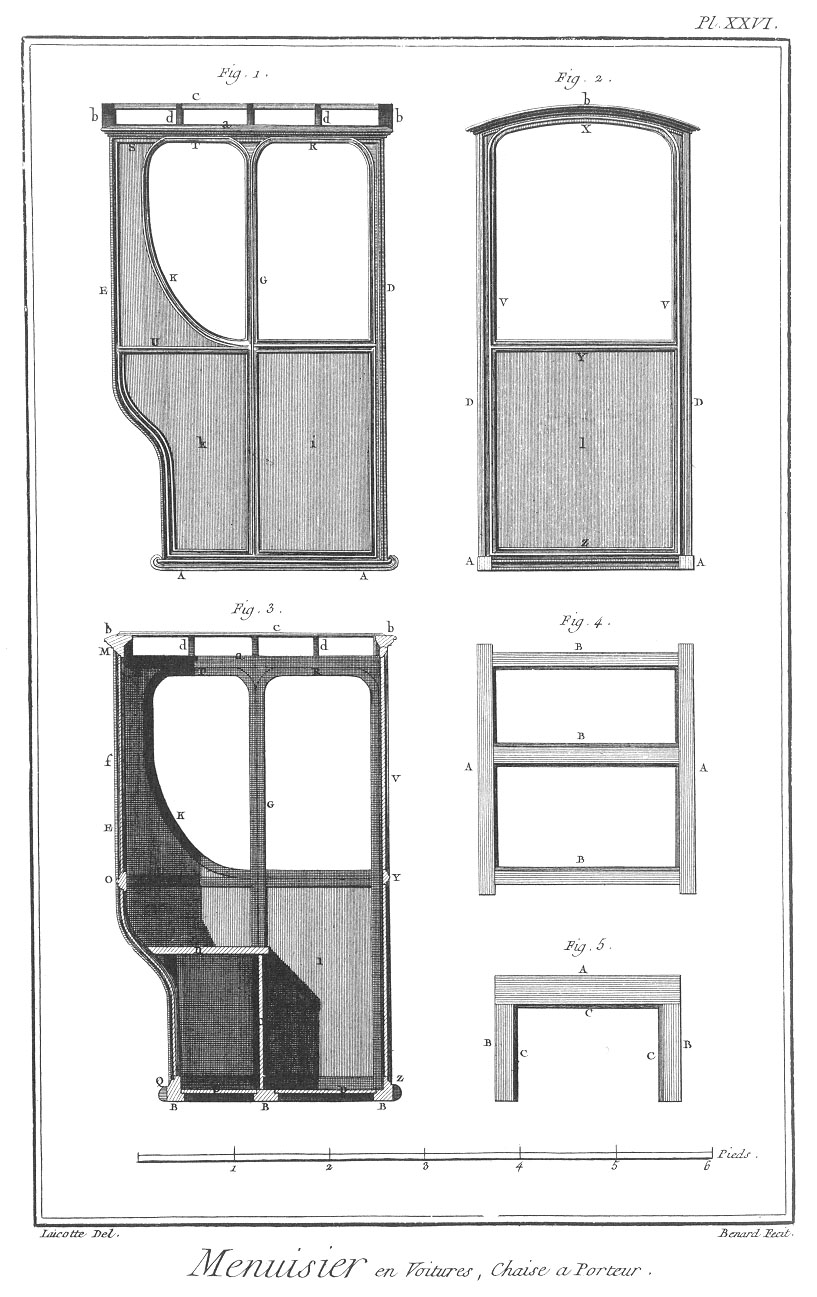 Pl. XXVI.
Fig. 1.
b c b
d d
a
S T R
K G
E D
U
k i
A A
Fig. 2.
b
X
V V
Y
D D
l
Z
A A
Fig. 3.
b c b
d d
M a
T R
f V
K G
E
O Y
l
Q Z
B B B
Fig. 4.
B
B
A A
B
Fig. 5.
A
C
B B
C C
1 2 3 4 5 6 Pieds.
Lucotte Del. Benard Fecit.
Menuisier en Voitures, Chaise a Porteur.